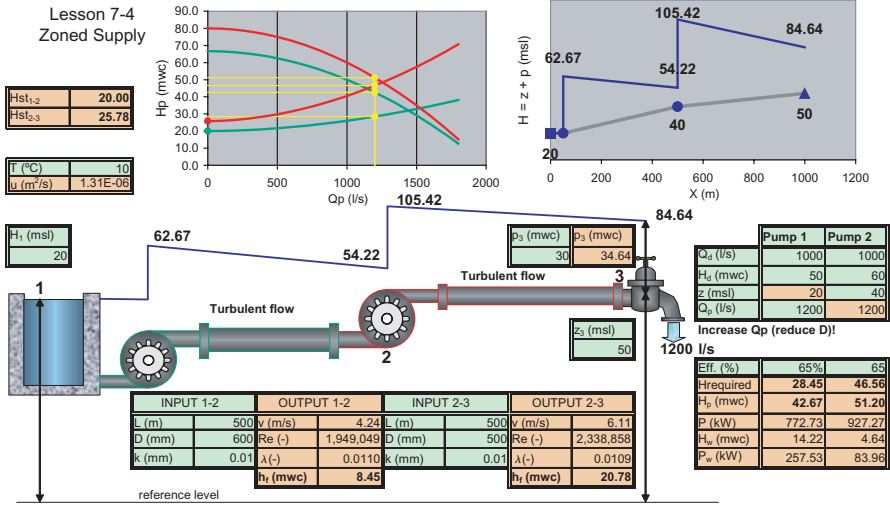 Lesson 7-4
Zoned Supply
Hst1-2 20.00
Hst2-3 25.78
T (ºC) 10
u (m²/s) 1.31E-06
H1 (msl)
20
Hp (mwc)
90.0
80.0
70.0
60.0
50.0
40.0
30.0
20.0
10.0
0.0
0 500 1000 1500 2000
Qp (l/s)
H = z + p (msl)
105.42
84.64
62.67
54.22
50
40
20
0 200 400 600 800 1000 1200
X (m)
105.42
84.64
62.67
54.22
p3 (mwc) p3 (mwc)
30 34.64
1
Turbulent flow
2
Turbulent flow
3
z3 (msl)
50
1200 l/s
Pump 1 Pump 2
Qd (l/s) 1000 1000
Hd (mwc) 50 60
z (msl) 20 40
Qp (l/s) 1200 1200
Increase Qp (reduce D)!
Eff. (%) 65% 65
Hrequired 28.45 46.56
Hp (mwc) 42.67 51.20
P (kW) 772.73 927.27
Hw (mwc) 14.22 4.64
Pw (kW) 257.53 83.96
INPUT 1-2 OUTPUT 1-2 INPUT 2-3 OUTPUT 2-3
L (m) 500 v (m/s) 4.24 L (m) 500 v (m/s) 6.11
D (mm) 600 Re (-) 1,949,049 D (mm) 500 Re (-) 2,338,858
k (mm) 0.01 λ(-) 0.0110 k (mm) 0.01 λ(-) 0.0109
hf (mwc) 8.45 hf (mwc) 20.78
reference level